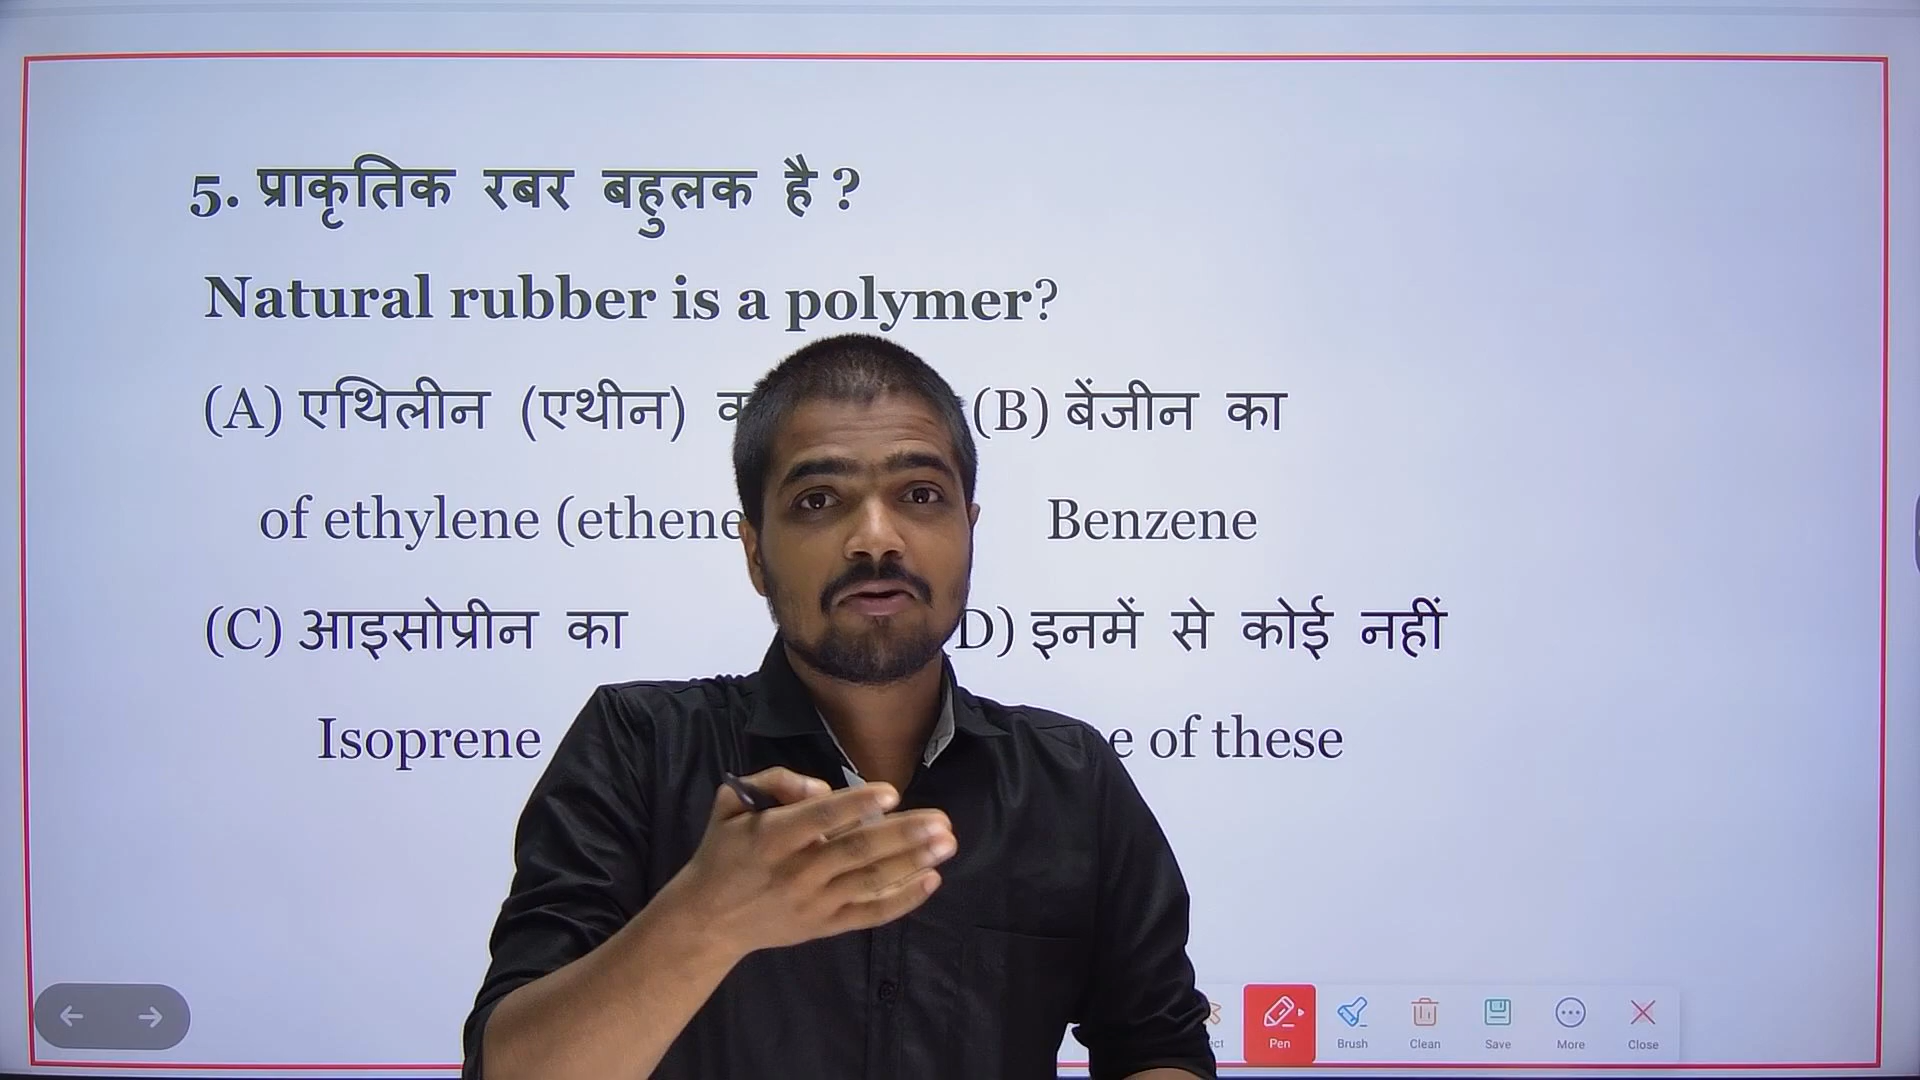 5. प्राकृतिक रबर बहुलक है ?
Natural rubber is a polymer?
(A) एथिलीन (एथीन) (B) बेंजीन का
of ethylene (ethene Benzene
(C) आइसोप्रीन का D) इनमें से कोई नहीं
Isoprene of these
Pen Brush Clean Save More Close